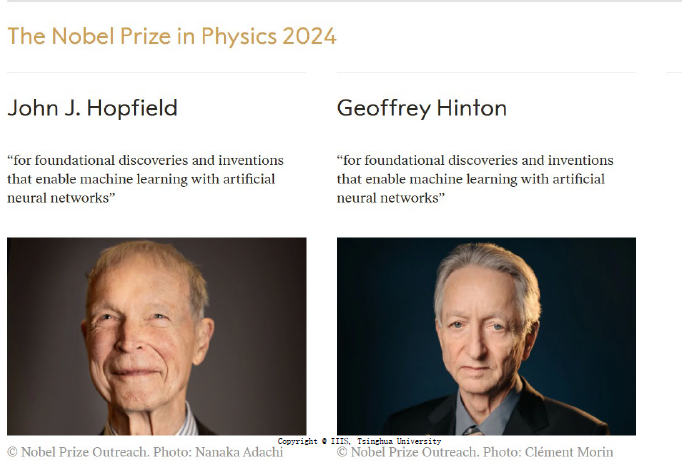 The Nobel Prize in Physics 2024
John J. Hopfield
“for foundational discoveries and inventions
that enable machine learning with artificial
neural networks”
© Nobel Prize Outreach. Photo: Nanaka Adachi
Geoffrey Hinton
“for foundational discoveries and inventions
that enable machine learning with artificial
neural networks”
© Nobel Prize Outreach. Photo: Clément Morin
Copyright © IIIS, Tsinghua University